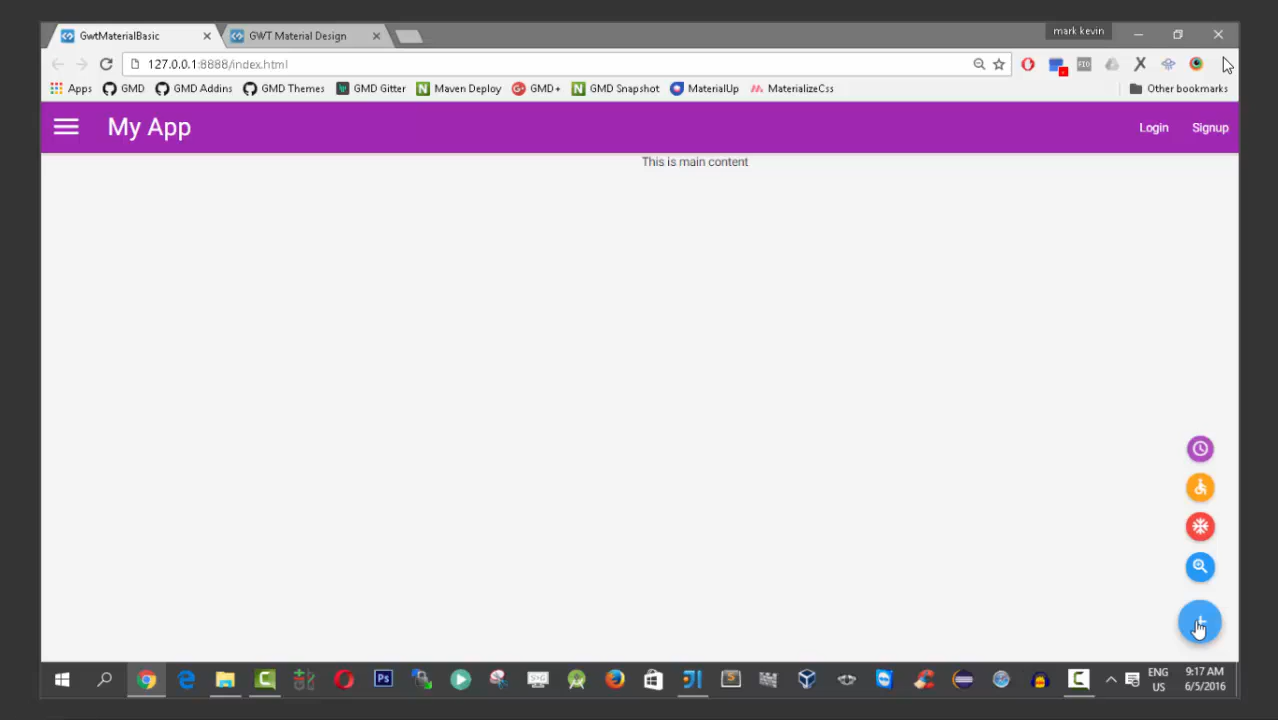 GwtMaterialBasic
GWT Material Design
mark kevin
127.0.0.1:8888/index.html
Apps GMD GMD Addins GMD Themes GMD Gitter Maven Deploy GMD+ GMD Snapshot MaterialUp MaterializeCss Other bookmarks
My App Login Signup
This is main content
ENG 9:17 AM
US 6/5/2016